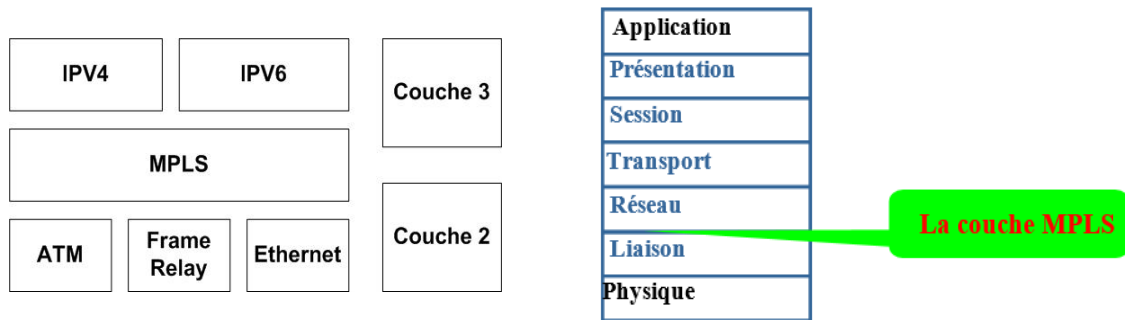 IPV4
IPV6
Couche 3
MPLS
ATM
Frame
Relay
Ethernet
Couche 2
Application
Présentation
Session
Transport
Réseau
Liaison
Physique
La couche MPLS